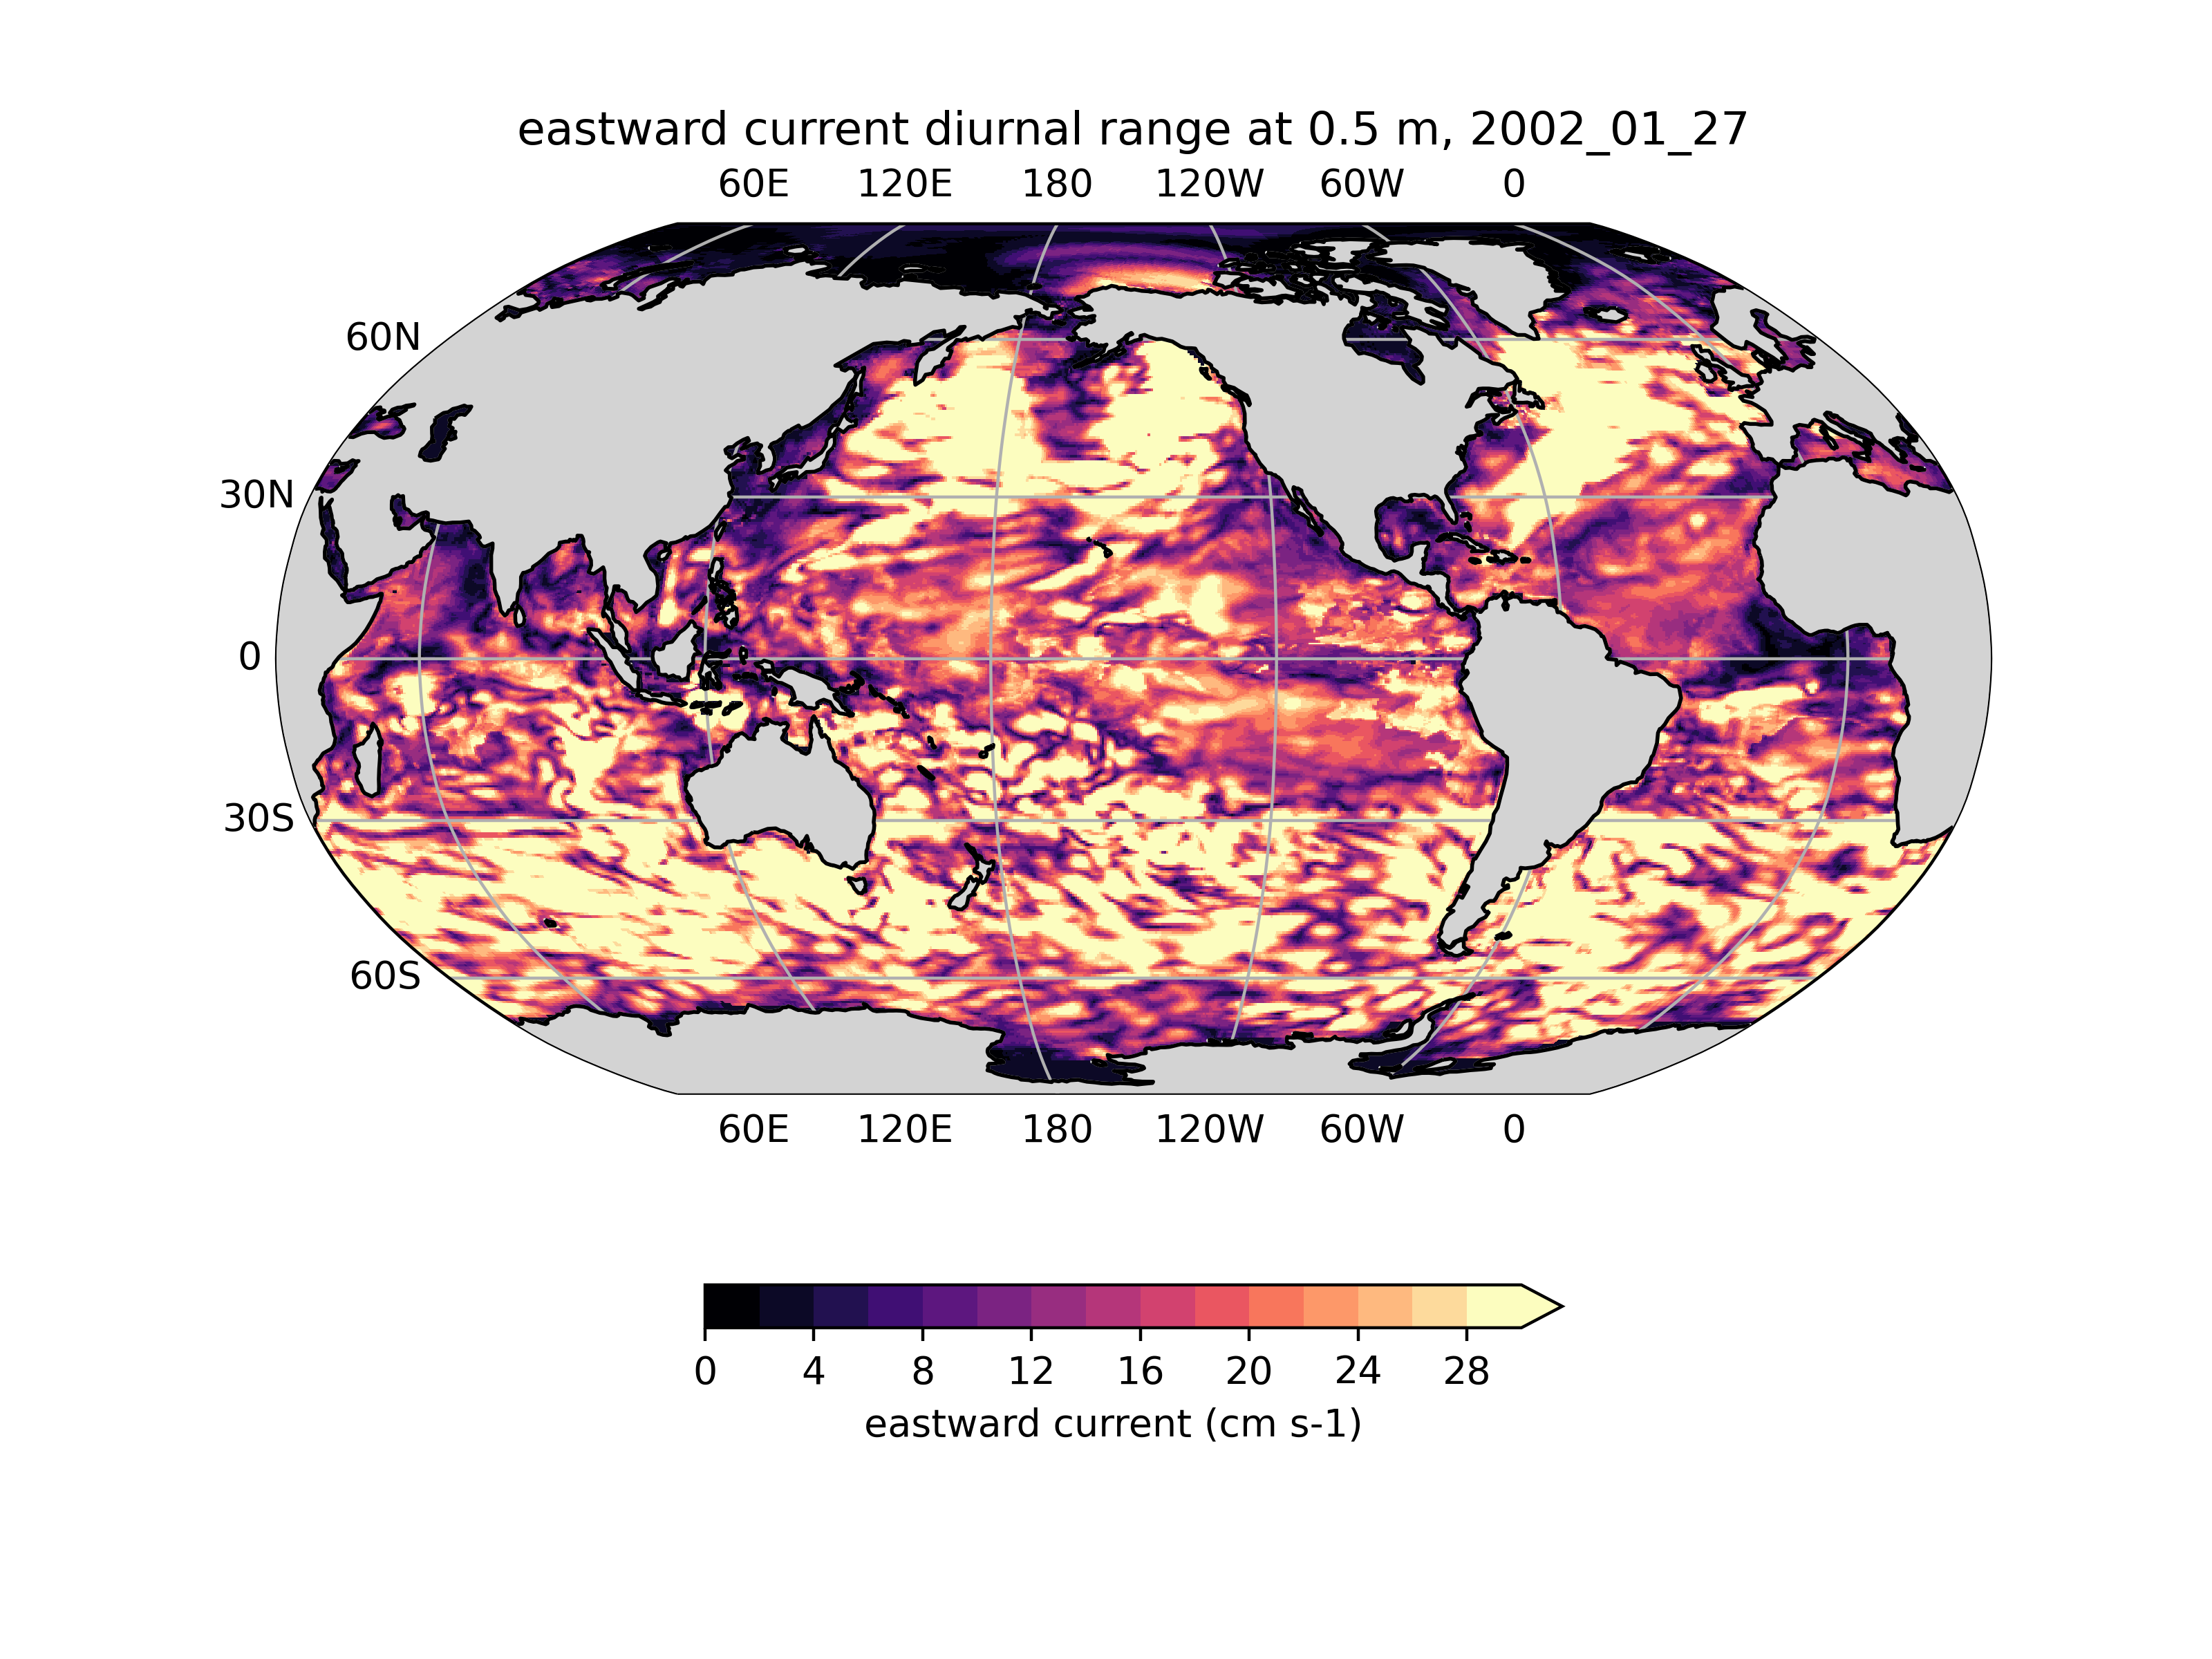 eastward current diurnal range at 0.5 m, 2002_01_27
60E 120E 180 120W 60W 0
60N
30N
0
30S
60S
60E 120E 180 120W 60W 0
0 4 8 12 16 20 24 28
eastward current (cm s-1)